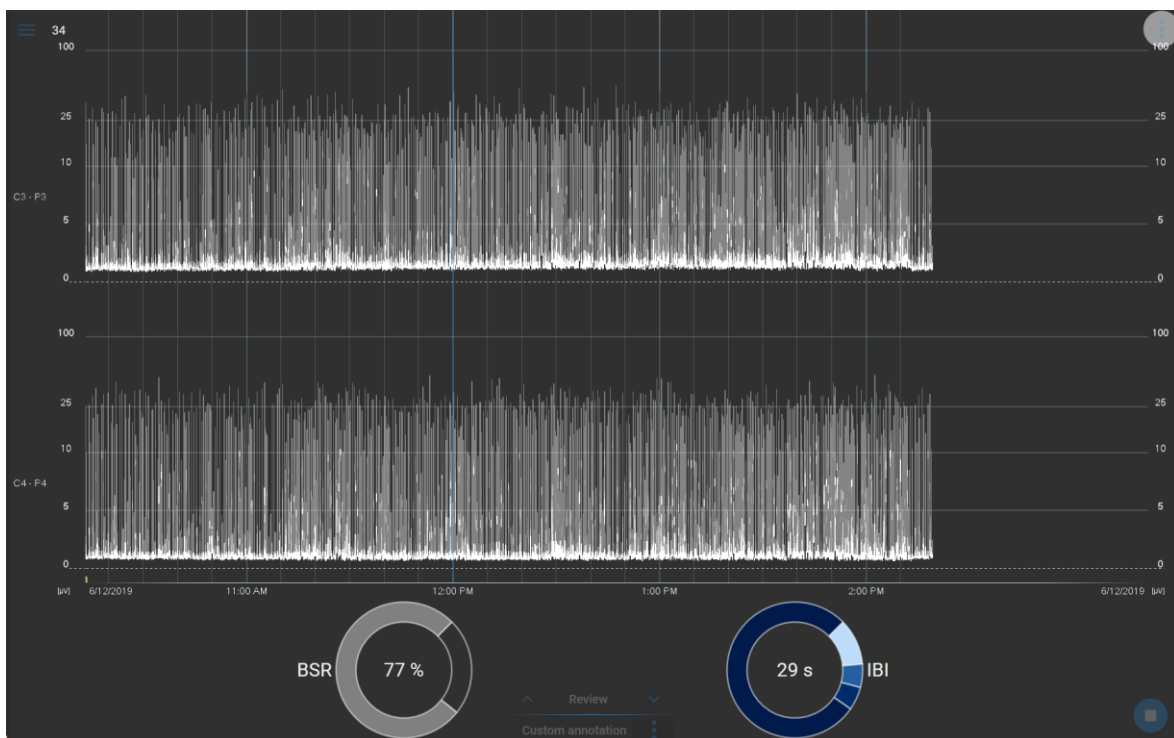 34
100 100
25 25
10 10
C3 - P3
5 5
0 0
100 100
25 25
10 10
C4 - P4
5 5
0 0
[µV] 6/12/2019 11:00 AM 12:00 PM 1:00 PM 2:00 PM 6/12/2019 [µV]
BSR 77 % 29 s IBI
Review
Custom annotation